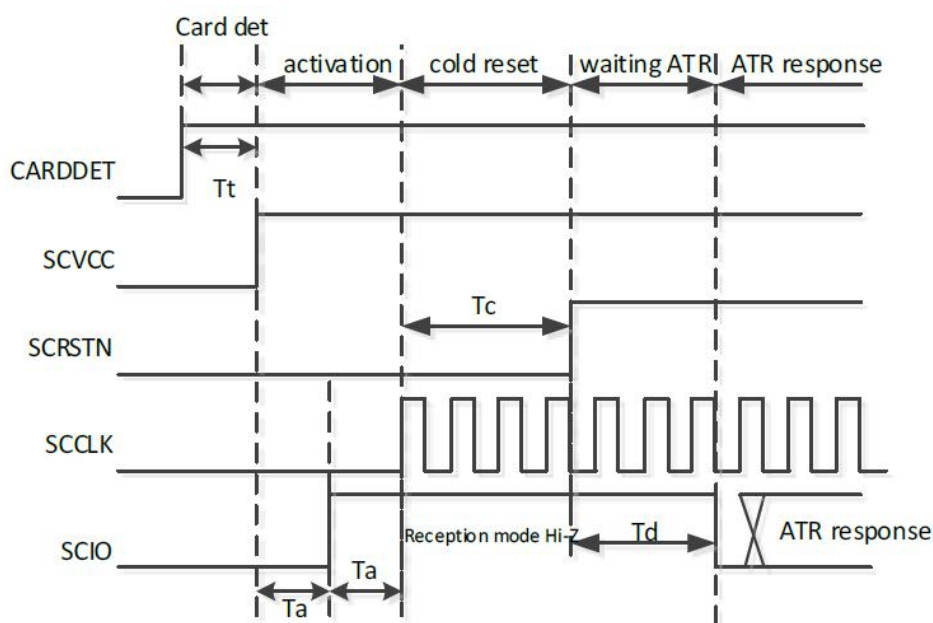 Card det
activation
cold reset
waiting ATR
ATR response
CARDDET
Tt
SCVCC
Tc
SCRSTN
SCCLK
Reception mode Hi-Z
Td
ATR response
SCIO
Ta
Ta